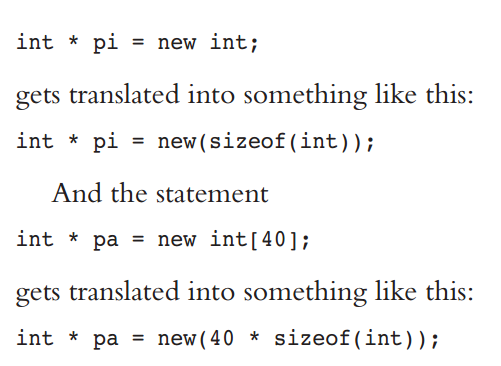 int * pi = new int;
gets translated into something like this:
int * pi = new(sizeof(int));
And the statement
int * pa = new int[40];
gets translated into something like this:
int * pa = new(40 * sizeof(int));